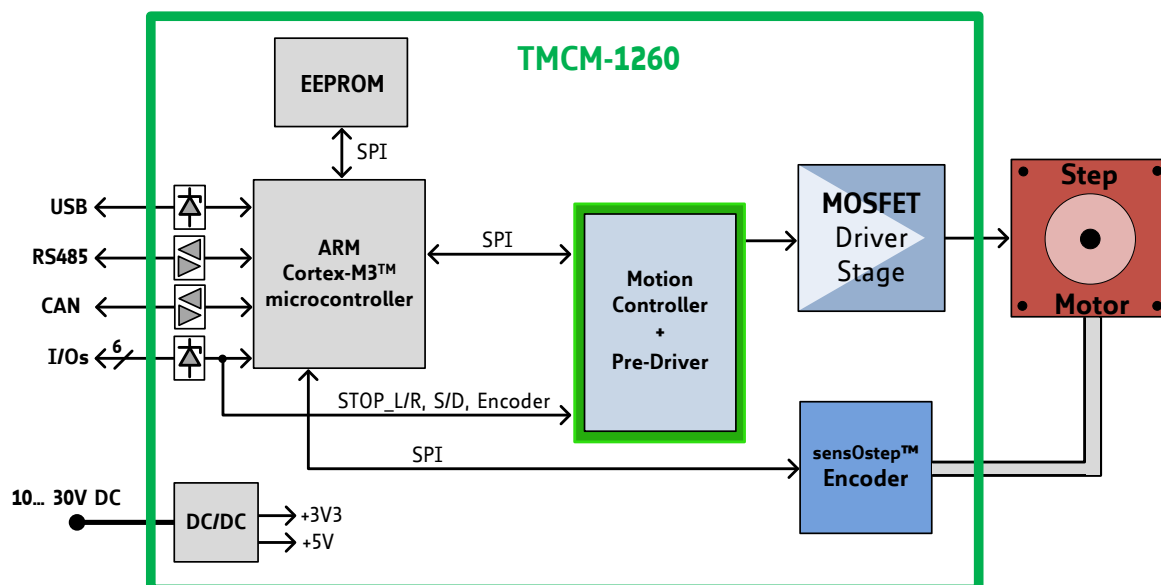 TMCM-1260
EEPROM
SPI
USB
RS485
CAN
I/Os
6
ARM
Cortex-M3™
microcontroller
SPI
Motion
Controller
+
Pre-Driver
MOSFET
Driver
Stage
Step
Motor
STOP_L/R, S/D, Encoder
SPI
sensOstep™
Encoder
10... 30V DC
DC/DC
+3V3
+5V